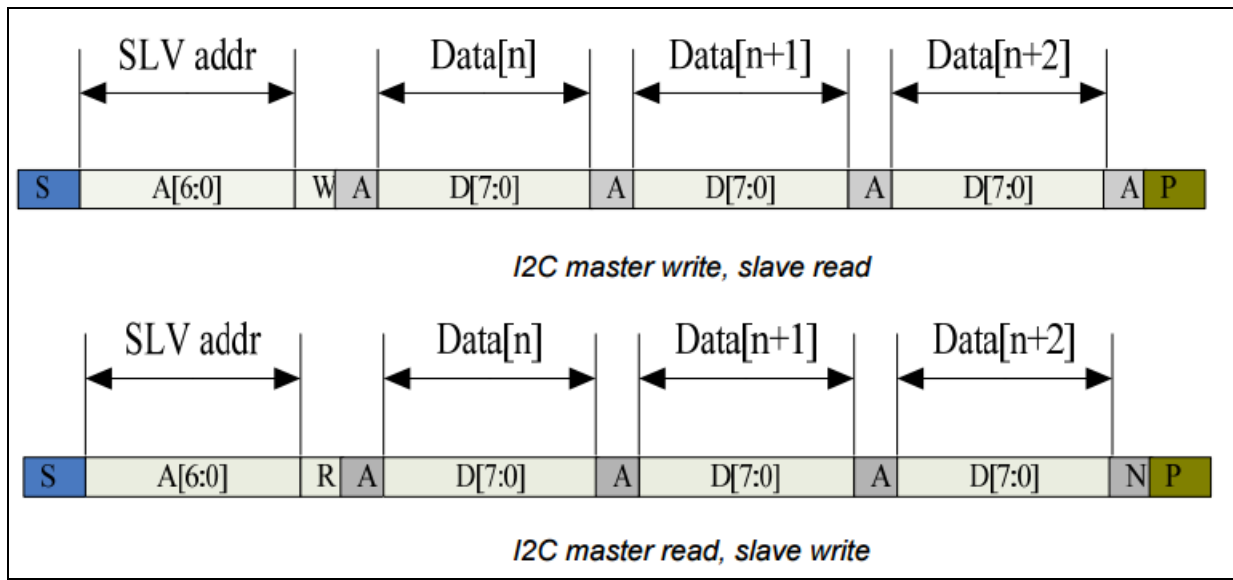 SLV addr Data[n] Data[n+1] Data[n+2]
S A[6:0] W A D[7:0] A D[7:0] A D[7:0] A P
I2C master write, slave read
SLV addr Data[n] Data[n+1] Data[n+2]
S A[6:0] R A D[7:0] A D[7:0] A D[7:0] N P
I2C master read, slave write